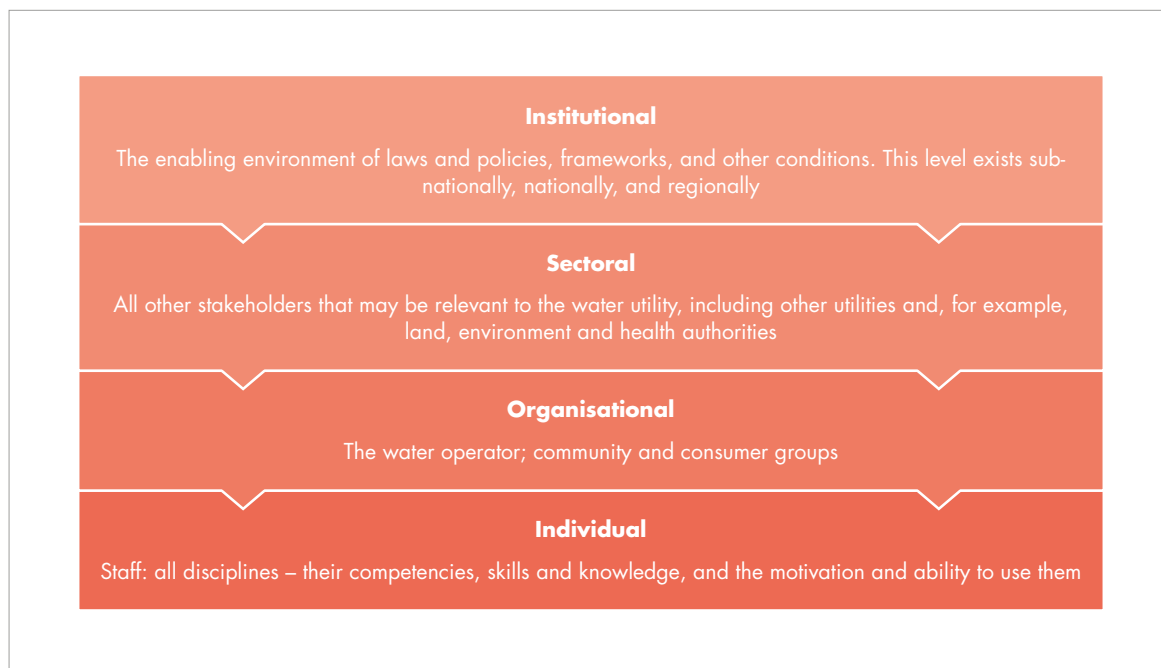 Institutional
The enabling environment of laws and policies, frameworks, and other conditions. This level exists sub-
nationally, nationally, and regionally
Sectoral
All other stakeholders that may be relevant to the water utility, including other utilities and, for example,
land, environment and health authorities
Organisational
The water operator; community and consumer groups
Individual
Staff: all disciplines – their competencies, skills and knowledge, and the motivation and ability to use them